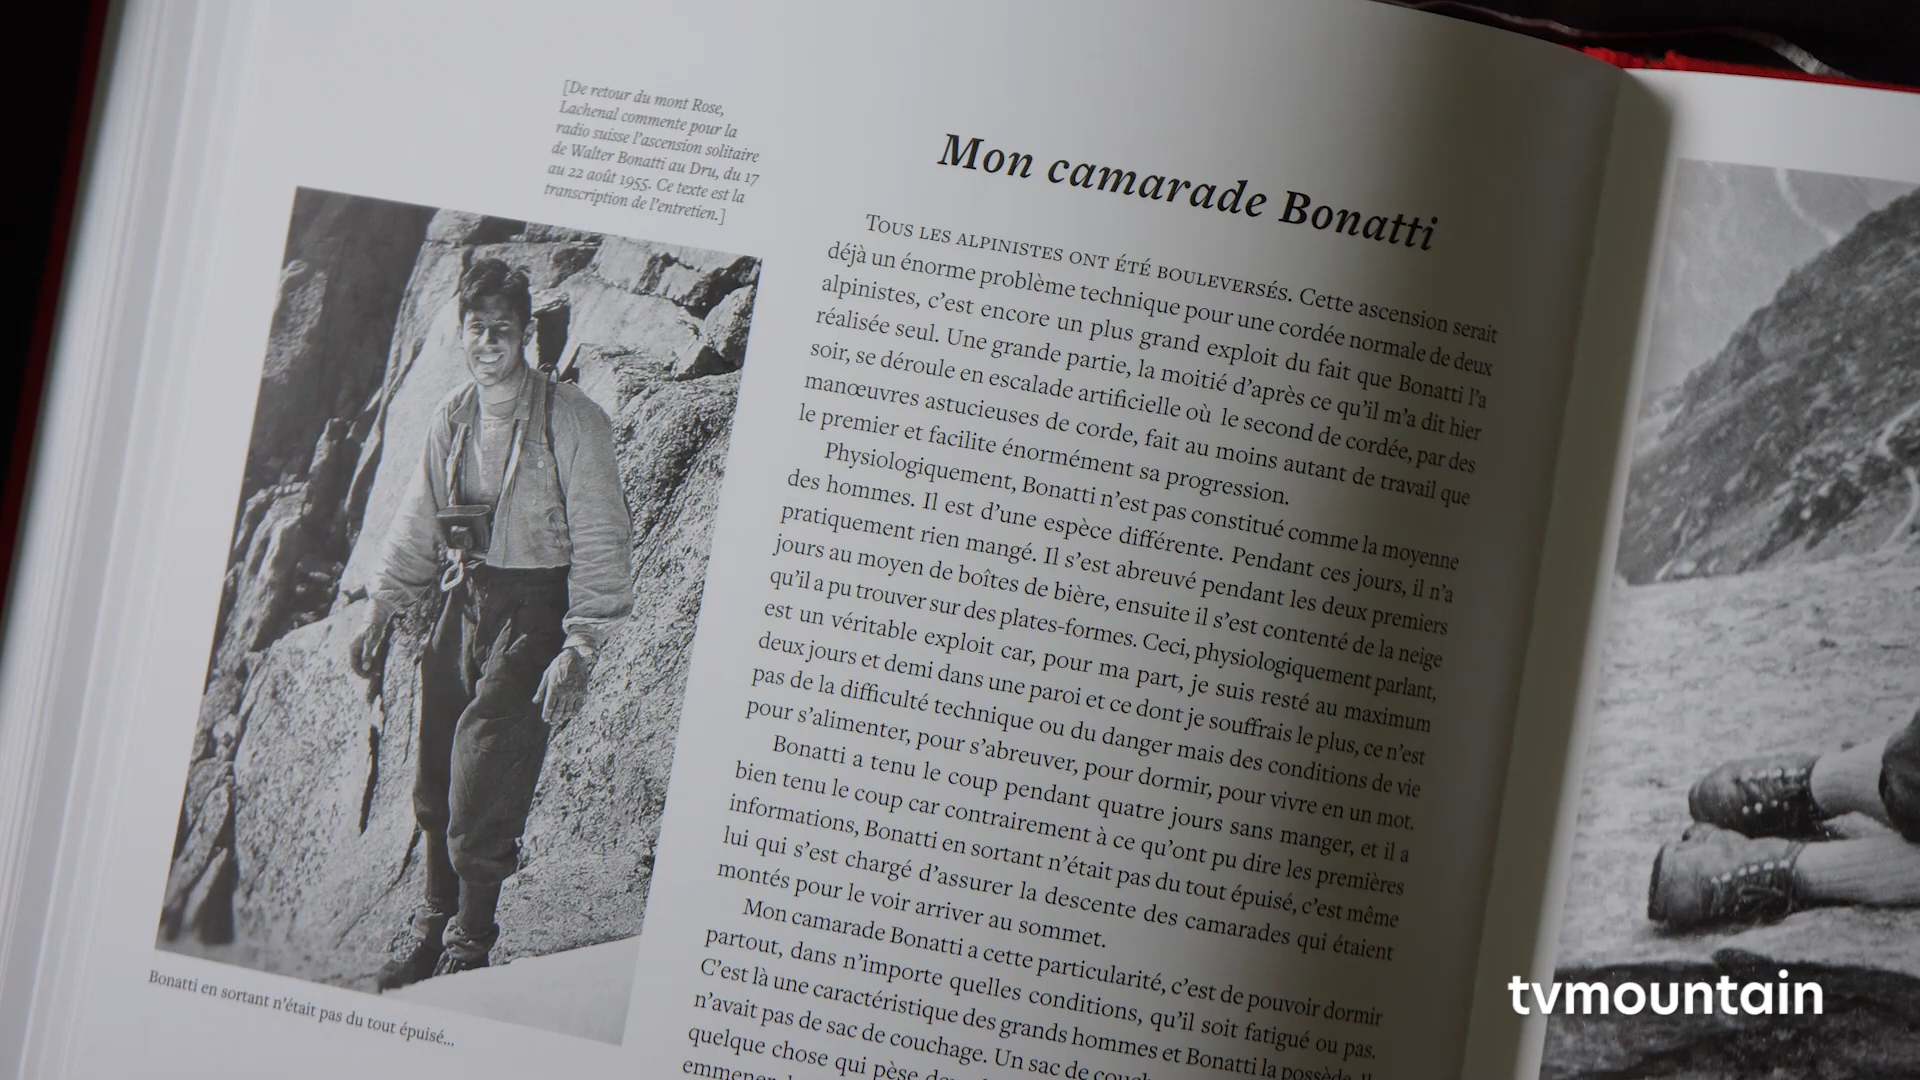 [De retour du mont Rose,
Lachenal commente pour la
radio suisse l'ascension solitaire
de Walter Bonatti au Dru, du 17
au 22 août 1955. Ce texte est la
transcription de l'entretien.]
Bonatti en sortant n'était pas du tout épuisé...
Mon camarade Bonatti
Tous les alpinistes ont été bouleversés. Cette ascension serait
déjà un énorme problème technique pour une cordée normale de deux
alpinistes, c'est encore un plus grand exploit du fait que Bonatti l'a
réalisée seul. Une grande partie, la moitié d'après ce qu'il m'a dit hier
soir, se déroule en escalade artificielle où le second de cordée, par des
manœuvres astucieuses de corde, fait au moins autant de travail que
le premier et facilite énormément sa progression.
Physiologiquement, Bonatti n'est pas constitué comme la moyenne
des hommes. Il est d'une espèce différente. Pendant ces jours, il n'a
pratiquement rien mangé. Il s'est abreuvé pendant les deux premiers
jours au moyen de boîtes de bière, ensuite il s'est contenté de la neige
qu'il a pu trouver sur des plates-formes. Ceci, physiologiquement parlant,
est un véritable exploit car, pour ma part, je suis resté au maximum
deux jours et demi dans une paroi et ce dont je souffrais le plus, ce n'est
pas de la difficulté technique ou du danger mais des conditions de vie
pour s'alimenter, pour s'abreuver, pour dormir, pour vivre en un mot.
Bonatti a tenu le coup pendant quatre jours sans manger, et il a
bien tenu le coup car contrairement à ce qu'ont pu dire les premières
informations, Bonatti en sortant n'était pas du tout épuisé, c'est même
lui qui s'est chargé d'assurer la descente des camarades qui étaient
montés pour le voir arriver au sommet.
Mon camarade Bonatti a cette particularité, c'est de pouvoir dormir
partout, dans n'importe quelles conditions, qu'il soit fatigué ou pas.
C'est là une caractéristique des grands hommes et Bonatti la possède. Il
n'avait pas de sac de couchage. Un sac de
quelque chose qui pèse
emmener
tvmountain